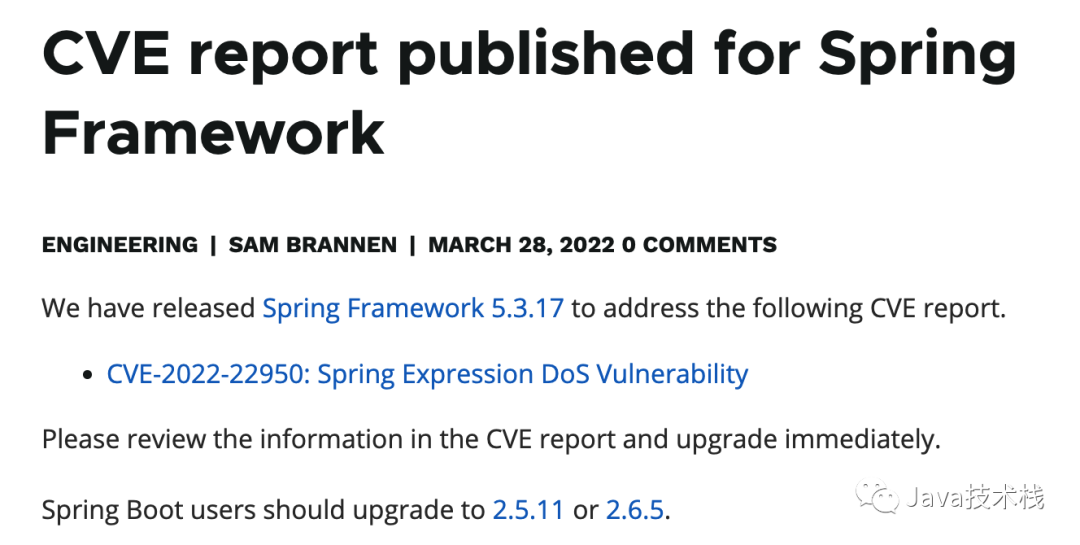 CVE report published for Spring
Framework
ENGINEERING | SAM BRANNEN | MARCH 28, 2022 0 COMMENTS
We have released Spring Framework 5.3.17 to address the following CVE report.
• CVE-2022-22950: Spring Expression DoS Vulnerability
Please review the information in the CVE report and upgrade immediately.
Spring Boot users should upgrade to 2.5.11 or 2.6.5.
Java技术栈